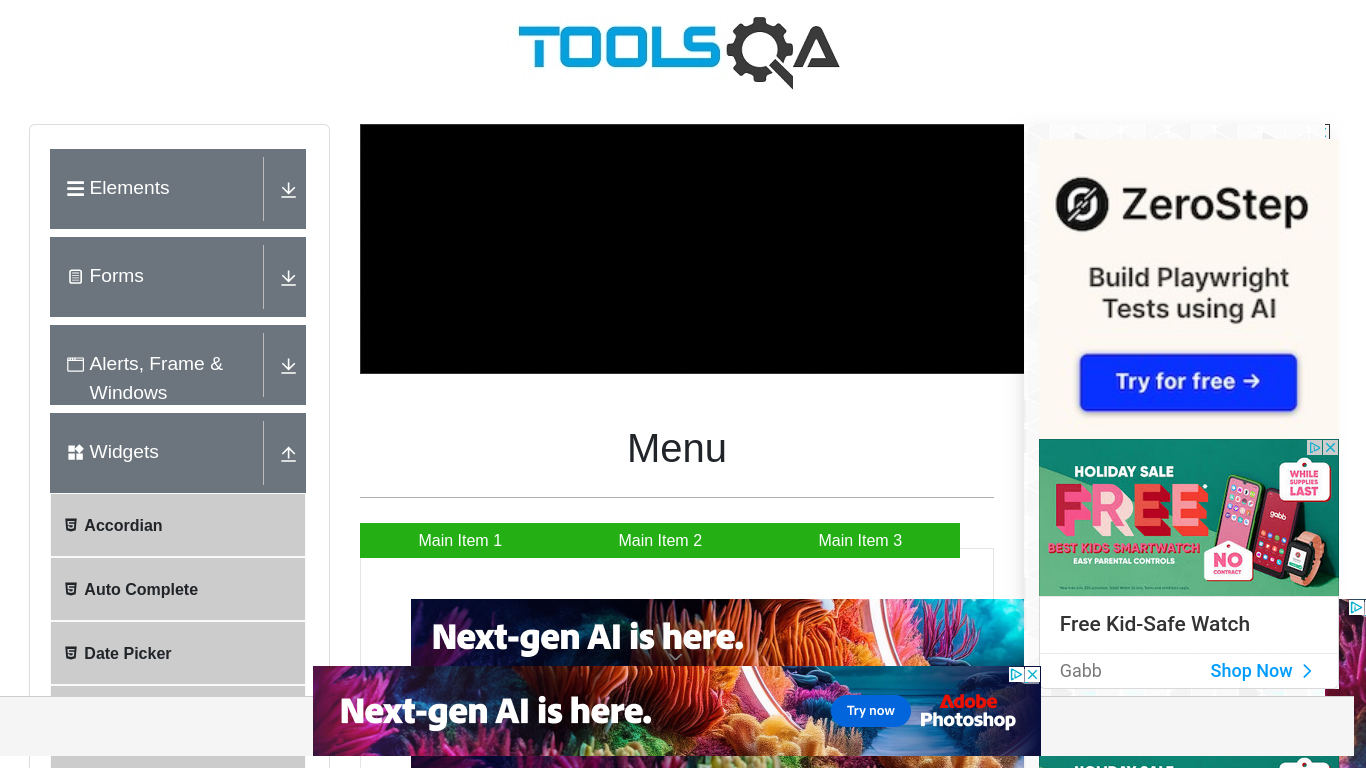 TOOLSQA
Elements
Forms
Alerts, Frame &
Windows
Widgets
Accordian
Auto Complete
Date Picker
Menu
Main Item 1
Main Item 2
Main Item 3
Next-gen AI is here.
Next-gen AI is here.
Try now
Adobe
Photoshop
ZeroStep
Build Playwright
Tests using AI
Try for free →
HOLIDAY SALE
FREE*
BEST KIDS SMARTWATCH
EASY PARENTAL CONTROLS
WHILE
SUPPLIES
LAST
gabb
NO
CONTRACT
Free Kid-Safe Watch
Gabb
Shop Now
HOLIDAY SALE